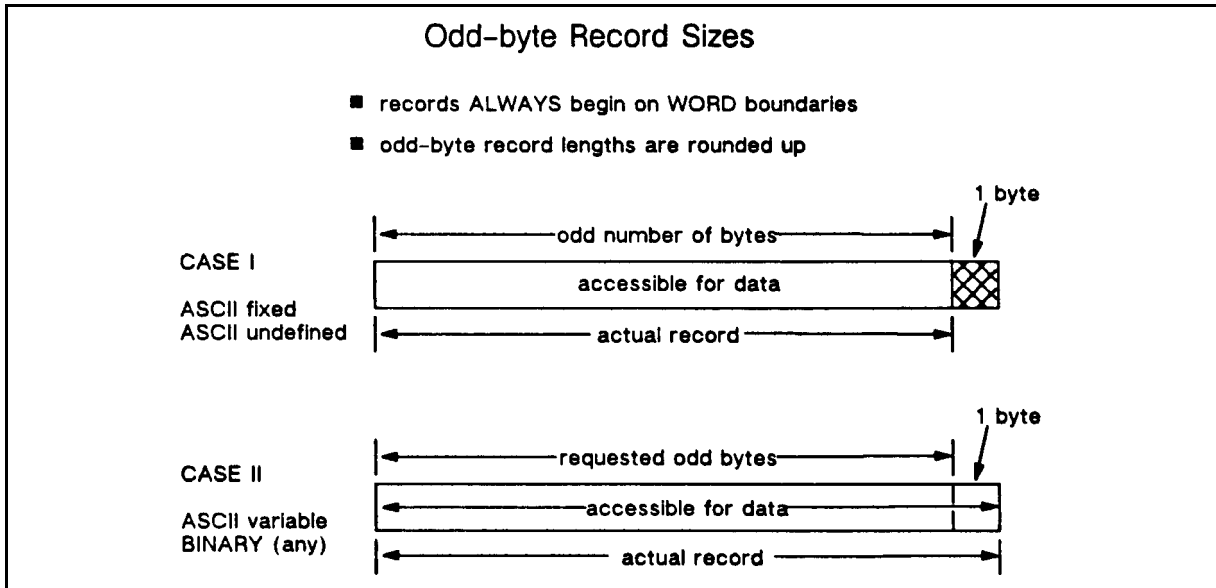 Odd-byte Record Sizes
■ records ALWAYS begin on WORD boundaries
■ odd-byte record lengths are rounded up
1 byte
odd number of bytes
CASE I
accessible for data
ASCII fixed
ASCII undefined
actual record
1 byte
requested odd bytes
CASE II
accessible for data
ASCII variable
BINARY (any)
actual record